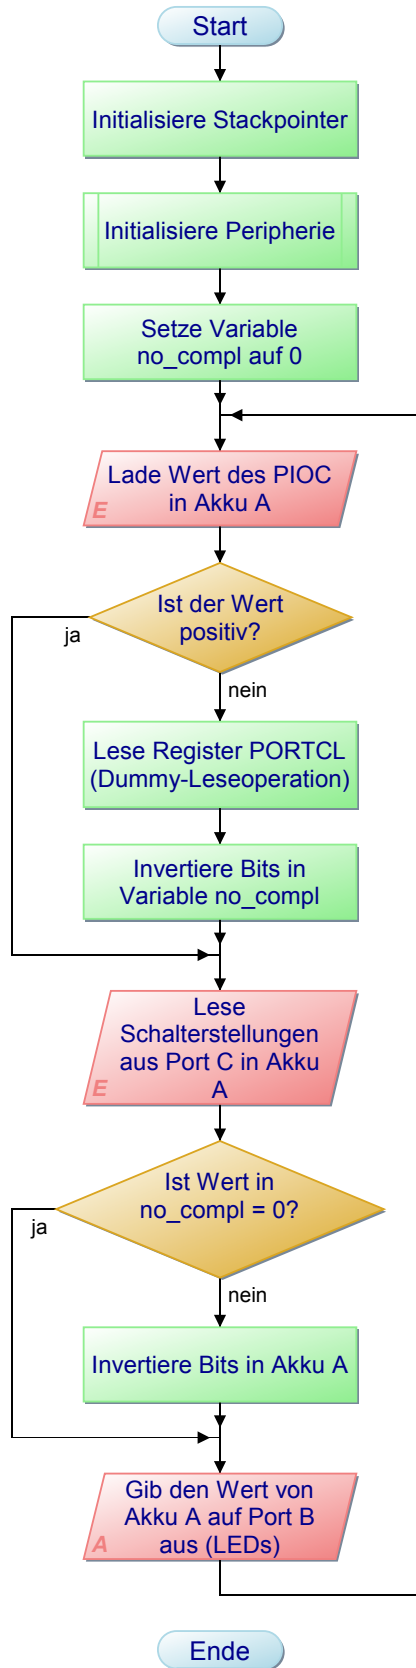 Start
Initialisiere Stackpointer
Initialisiere Peripherie
Setze Variable
no_compl auf 0
Lade Wert des PIOC
in Akku A
E
Ist der Wert
positiv?
ja
nein
Lese Register PORTCL
(Dummy-Leseoperation)
Invertiere Bits in
Variable no_compl
Lese
Schalterstellungen
aus Port C in Akku
A
E
Ist Wert in
no_compl = 0?
ja
nein
Invertiere Bits in Akku A
Gib den Wert von
Akku A auf Port B
aus (LEDs)
A
Ende